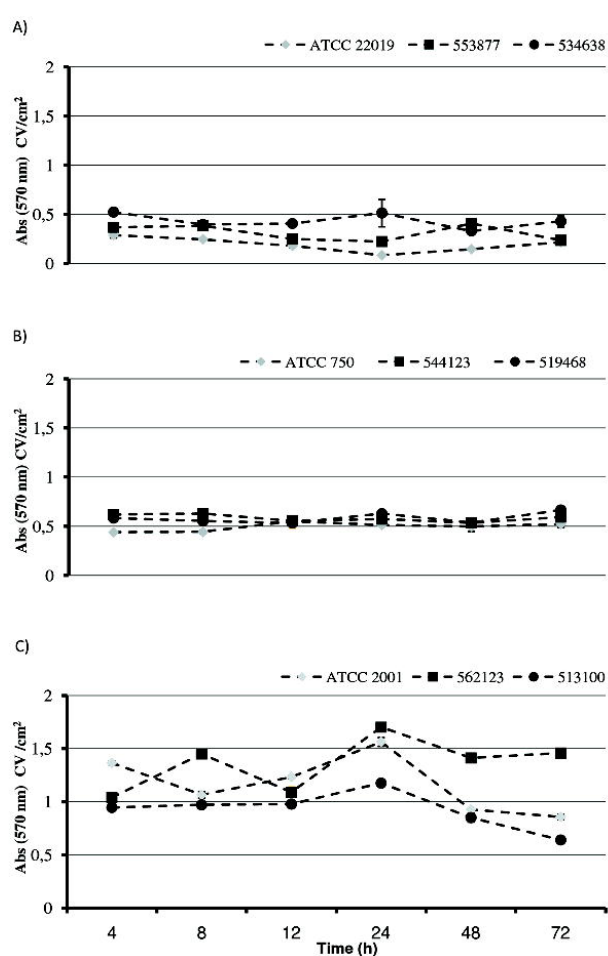 A)
ATCC 22019 553877 534638
Abs (570 nm) CV/cm²
2
1,5
1
0,5
0
B)
ATCC 750 544123 519468
Abs (570 nm) CV/cm²
2
1,5
1
0,5
0
C)
ATCC 2001 562123 513100
Abs (570 nm) CV /cm²
2
1,5
1
0,5
0
4 8 12 24 48 72
Time (h)